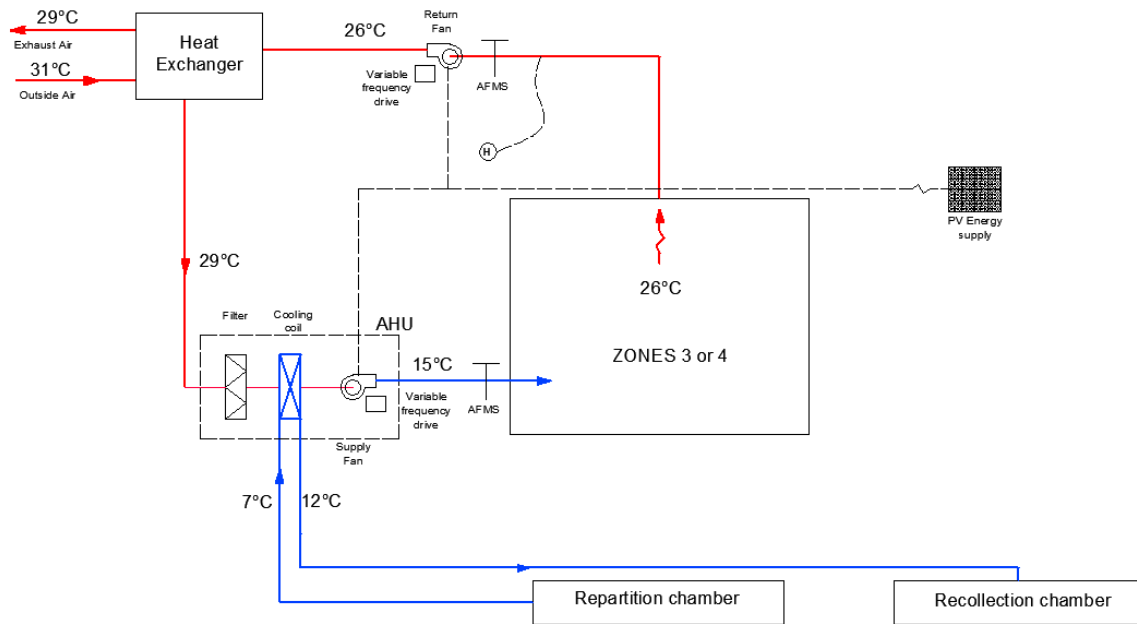 29°C
Exhaust Air
31°C
Outside Air
Heat
Exchanger
26°C
Return
Fan
Variable
frequency
drive
AFMS
H
PV Energy
supply
29°C
26°C
ZONES 3 or 4
Filter
Cooling
coil
AHU
15°C
Variable
frequency
drive
AFMS
Supply
Fan
7°C
12°C
Repartition chamber
Recollection chamber